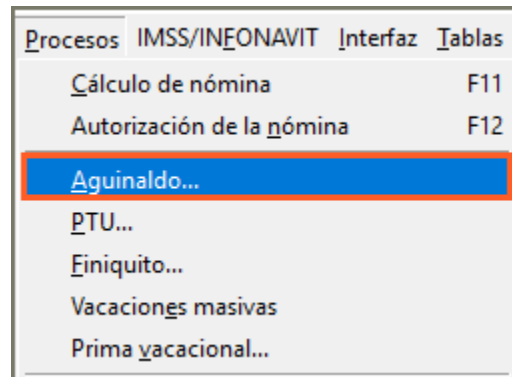 Procesos IMSS/INFONAVIT Interfaz Tablas
Cálculo de nómina F11
Autorización de la nómina F12
Aguinaldo...
PTU...
Finiquito...
Vacaciones masivas
Prima vacacional...